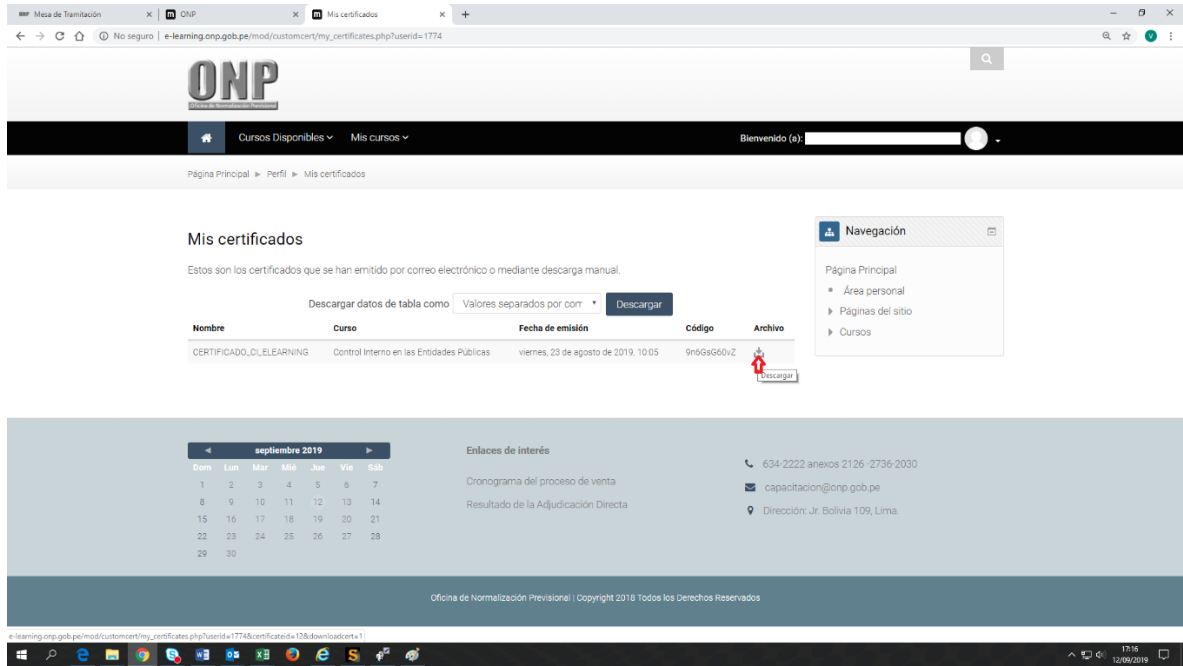 ONP Mesa de Tramitación
ONP
Mis certificados
No seguro | e-learning.onp.gob.pe/mod/customcert/my_certificates.php?userid=1774
V
ONP
Oficina de Normalización Previsional
Cursos Disponibles
Mis cursos
Bienvenido (a):
Página Principal ► Perfil ► Mis certificados
Mis certificados
Estos son los certificados que se han emitido por correo electrónico o mediante descarga manual.
Descargar datos de tabla como Valores separados por com Descargar
Nombre Curso Fecha de emisión Código Archivo
CERTIFICADO_CI_ELEARNING Control Interno en las Entidades Públicas viernes, 23 de agosto de 2019, 10:05 9n6GsG60vZ
Descargar
Navegación
Página Principal
Área personal
Páginas del sitio
Cursos
septiembre 2019
Dom Lun Mar Mié Jue Vie Sáb
1 2 3 4 5 6 7
8 9 10 11 12 13 14
15 16 17 18 19 20 21
22 23 24 25 26 27 28
29 30
Enlaces de interés
Cronograma del proceso de venta
Resultado de la Adjudicación Directa
634-2222 anexos 2126 -2736-2030
capacitacion@onp.gob.pe
Dirección: Jr. Bolivia 109, Lima.
Oficina de Normalización Previsional | Copyright 2018 Todos los Derechos Reservados
e-learning.onp.gob.pe/mod/customcert/my_certificates.php?userid=1774&certificateid=12&downloadcert=1
17:16
12/09/2019